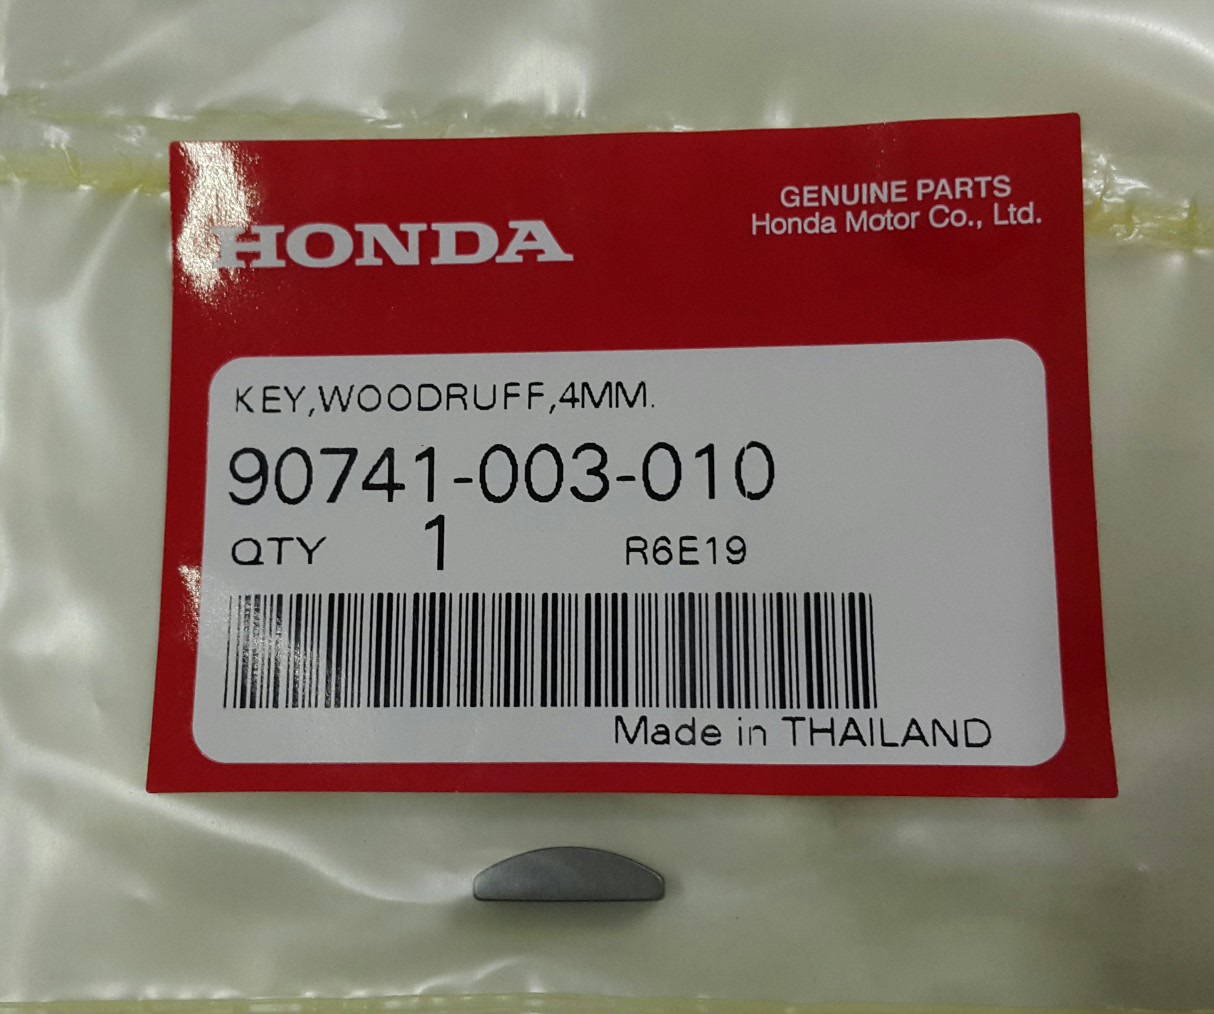 HONDA
GENUINE PARTS
Honda Motor Co., Ltd.
KEY,WOODRUFF,4MM.
90741-003-010
QTY 1 R6E19
Made in THAILAND